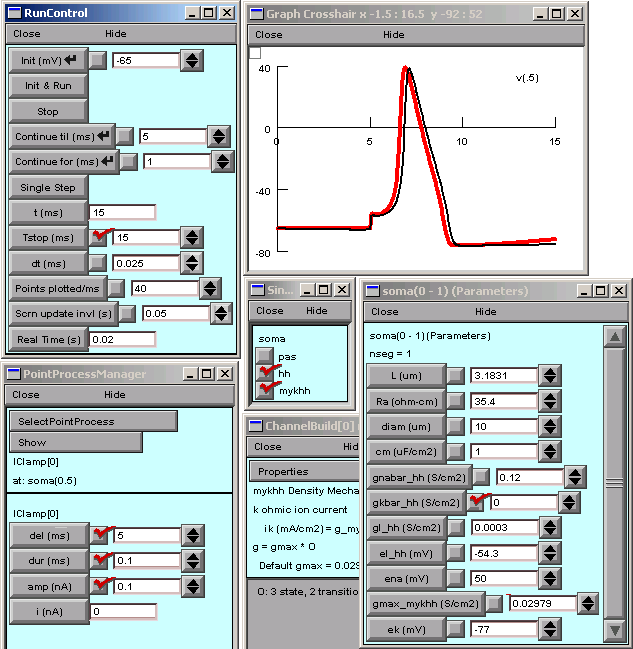 RunControl
Close Hide
Init (mV) -65
Init & Run
Stop
Continue til (ms) 5
Continue for (ms) 1
Single Step
t (ms) 15
Tstop (ms) 15
dt (ms) 0.025
Points plotted/ms 40
Scrn update invl (s) 0.05
Real Time (s) 0.02
Graph Crosshair x -1.5 : 16.5 y -92 : 52
Close Hide
40
v(.5)
0
0 5 10 15
-40
-80
PointProcessManager
Close Hide
SelectPointProcess
Show
IClamp[0]
at: soma(0.5)
IClamp[0]
del (ms) 5
dur (ms) 0.1
amp (nA) 0.1
i (nA) 0
Sin...
Close Hide
soma
pas
hh
mykhh
ChannelBuild[0]
Close Hide
Properties
mykhh Density Mecha
k ohmic ion current
ik (mA/cm2) = g_my
g = gmax * O
Default gmax = 0.029
O: 3 state, 2 transition
soma(0 - 1) (Parameters)
Close Hide
soma(0 - 1)(Parameters)
nseg = 1
L (um) 3.1831
Ra (ohm-cm) 35.4
diam (um) 10
cm (uF/cm2) 1
gnabar_hh (S/cm2) 0.12
gkbar_hh (S/cm2) 0
gl_hh (S/cm2) 0.0003
el_hh (mV) -54.3
ena (mV) 50
gmax_mykhh (S/cm2) 0.02979
ek (mV) -77